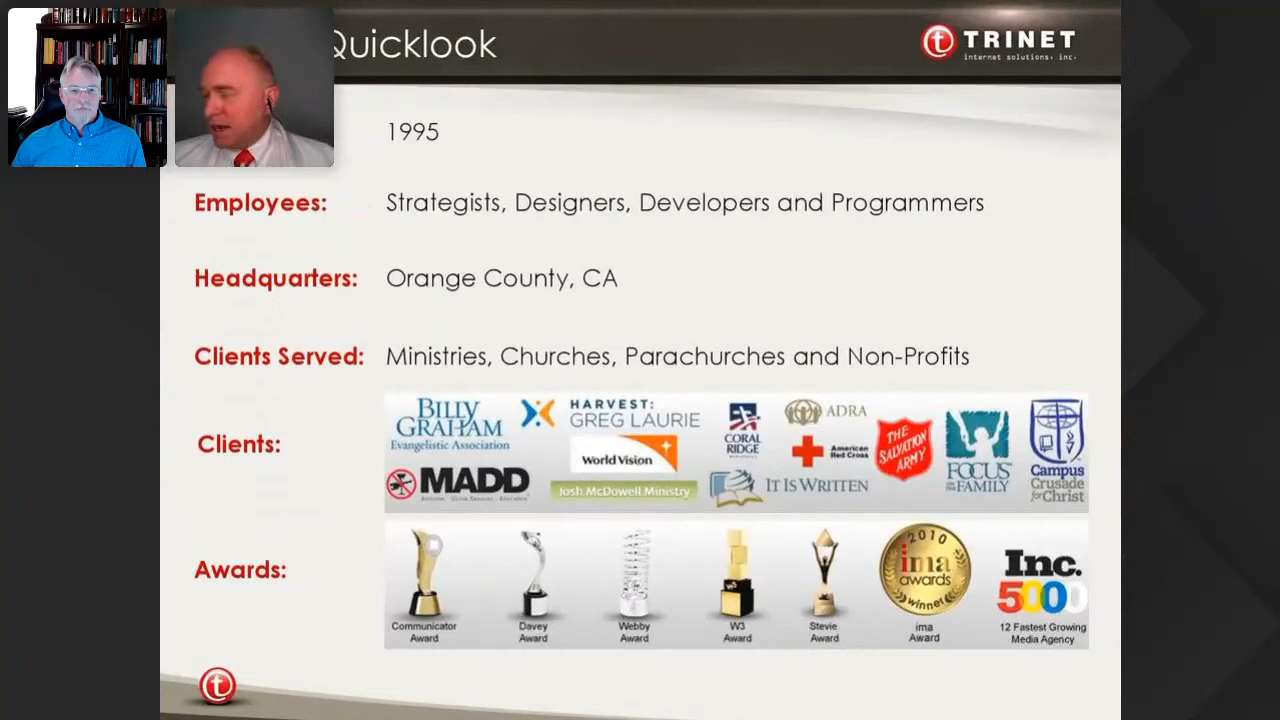 Quicklook
TRINET
internet solutions, inc.
1995
Employees: Strategists, Designers, Developers and Programmers
Headquarters: Orange County, CA
Clients Served: Ministries, Churches, Parachurches and Non-Profits
Clients:
BILLY
GRAHAM
Evangelistic Association
HARVEST:
GREG LAURIE
World Vision
CORAL
RIDGE
ADRA
American
Red Cross
THE
SALVATION
ARMY
FOCUS
ON THE
FAMILY
Campus
Crusade
for Christ
MADD
Josh McDowell Ministry
IT IS WRITTEN
Awards:
2010
ima
awards
winner
Inc.
5000
Communicator
Award
Davey
Award
Webby
Award
W3
Award
Stevie
Award
ima
Award
12 Fastest Growing
Media Agency